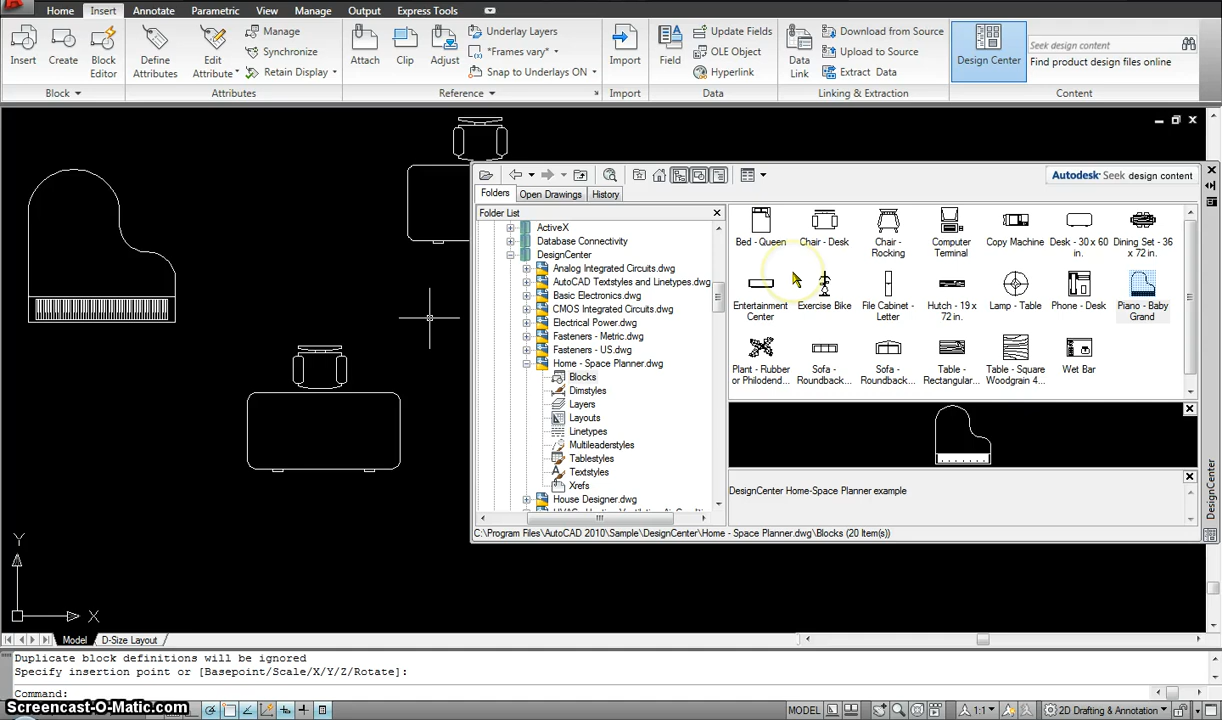 Home Insert Annotate Parametric View Manage Output Express Tools
Insert Create Block Editor
Define Attributes Edit Attribute
Manage
Synchronize
Retain Display
Attach Clip Adjust
Underlay Layers
*Frames vary*
Snap to Underlays ON
Import
Field
Update Fields
OLE Object
Hyperlink
Data Link
Download from Source
Upload to Source
Extract Data
Design Center
Seek design content
Find product design files online
Block Attributes Reference Import Data Linking & Extraction Content
Autodesk Seek design content
Folders Open Drawings History
Folder List
ActiveX
Database Connectivity
DesignCenter
Analog Integrated Circuits.dwg
AutoCAD Textstyles and Linetypes.dwg
Basic Electronics.dwg
CMOS Integrated Circuits.dwg
Electrical Power.dwg
Fasteners - Metric.dwg
Fasteners - US.dwg
Home - Space Planner.dwg
Blocks
Dimstyles
Layers
Layouts
Linetypes
Multileaderstyles
Tablestyles
Textstyles
Xrefs
House Designer.dwg
Bed - Queen
Chair - Desk
Chair - Rocking
Computer Terminal
Copy Machine
Desk - 30 x 60 in.
Dining Set - 36 x 72 in.
Entertainment Center
Exercise Bike
File Cabinet - Letter
Hutch - 19 x 72 in.
Lamp - Table
Phone - Desk
Piano - Baby Grand
Plant - Rubber or Philodend...
Sofa - Roundback...
Sofa - Roundback...
Table - Rectangular...
Table - Square Woodgrain 4...
Wet Bar
DesignCenter Home-Space Planner example
C:\Program Files\AutoCAD 2010\Sample\DesignCenter\Home - Space Planner.dwg\Blocks (20 Item(s))
DesignCenter
Y
X
Model D-Size Layout
Duplicate block definitions will be ignored
Specify insertion point or [Basepoint/Scale/X/Y/Z/Rotate]:
Command:
Screencast-O-Matic.com
MODEL 1:1 2D Drafting & Annotation